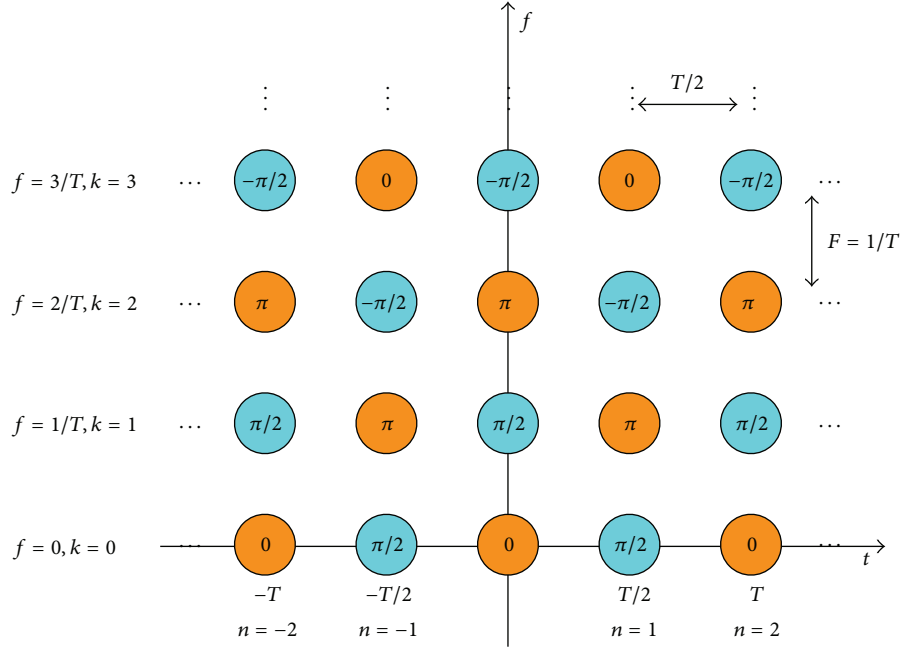 f
T/2
f = 3/T, k = 3 ··· −π/2 0 −π/2 0 −π/2 ···
F = 1/T
f = 2/T, k = 2 ··· π −π/2 π −π/2 π ···
f = 1/T, k = 1 ··· π/2 π π/2 π π/2 ···
f = 0, k = 0 ··· 0 π/2 0 π/2 0 ···
t
−T −T/2 T/2 T
n = −2 n = −1 n = 1 n = 2